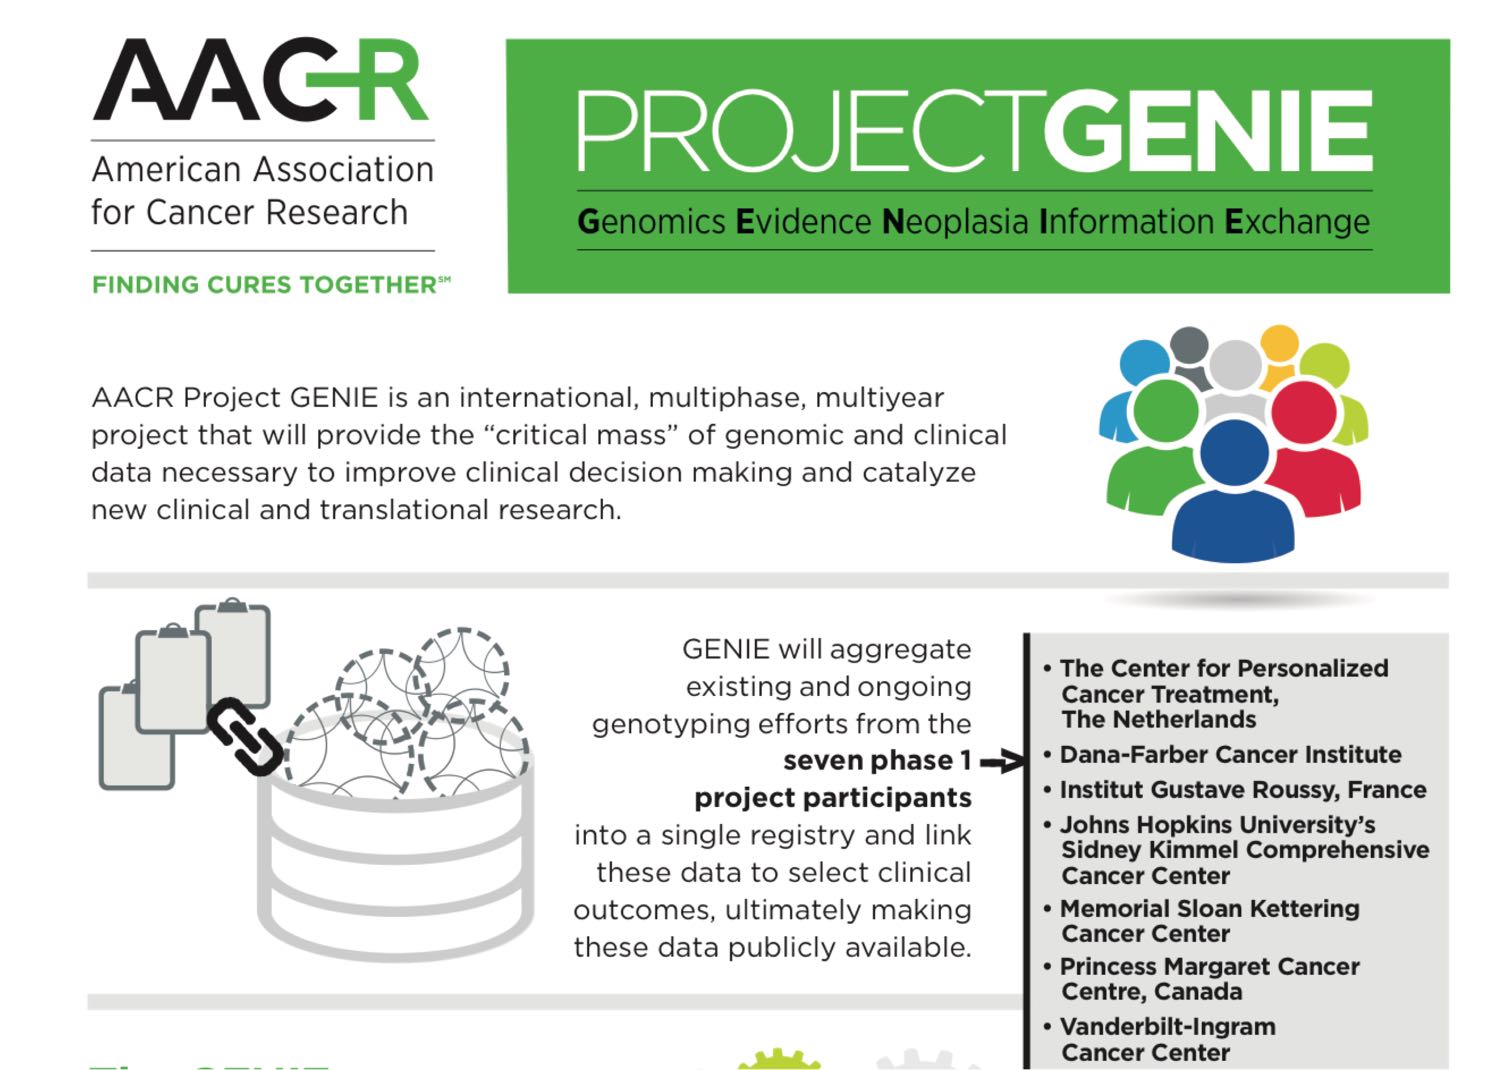 AACR
American Association
for Cancer Research
FINDING CURES TOGETHER℠
PROJECTGENIE
Genomics Evidence Neoplasia Information Exchange
AACR Project GENIE is an international, multiphase, multiyear
project that will provide the “critical mass” of genomic and clinical
data necessary to improve clinical decision making and catalyze
new clinical and translational research.
GENIE will aggregate
existing and ongoing
genotyping efforts from the
seven phase 1
project participants
into a single registry and link
these data to select clinical
outcomes, ultimately making
these data publicly available.
• The Center for Personalized
Cancer Treatment,
The Netherlands
• Dana-Farber Cancer Institute
• Institut Gustave Roussy, France
• Johns Hopkins University’s
Sidney Kimmel Comprehensive
Cancer Center
• Memorial Sloan Kettering
Cancer Center
• Princess Margaret Cancer
Centre, Canada
• Vanderbilt-Ingram
Cancer Center